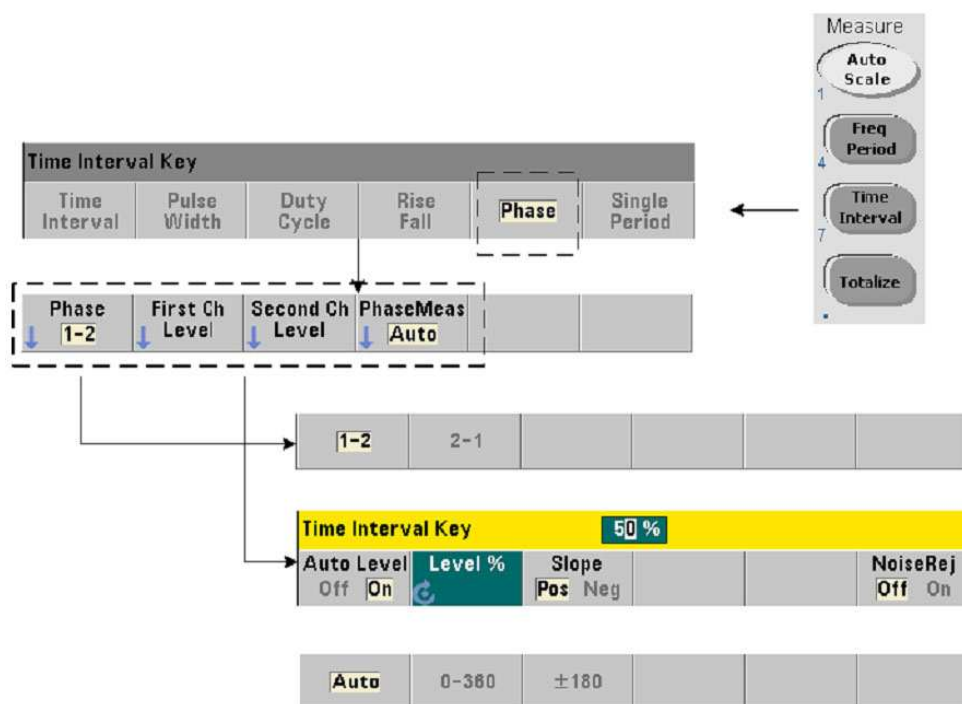 Measure
Auto
Scale
1
Freq
Period
4
Time
Interval
7
Totalize
.
Time Interval Key
Time Interval
Pulse Width
Duty Cycle
Rise Fall
Phase
Single Period
Phase 1-2
First Ch Level
Second Ch Level
PhaseMeas Auto
1-2 2-1
Time Interval Key 50 %
Auto Level Off On
Level %
Slope Pos Neg
NoiseRej Off On
Auto 0-360 ±180